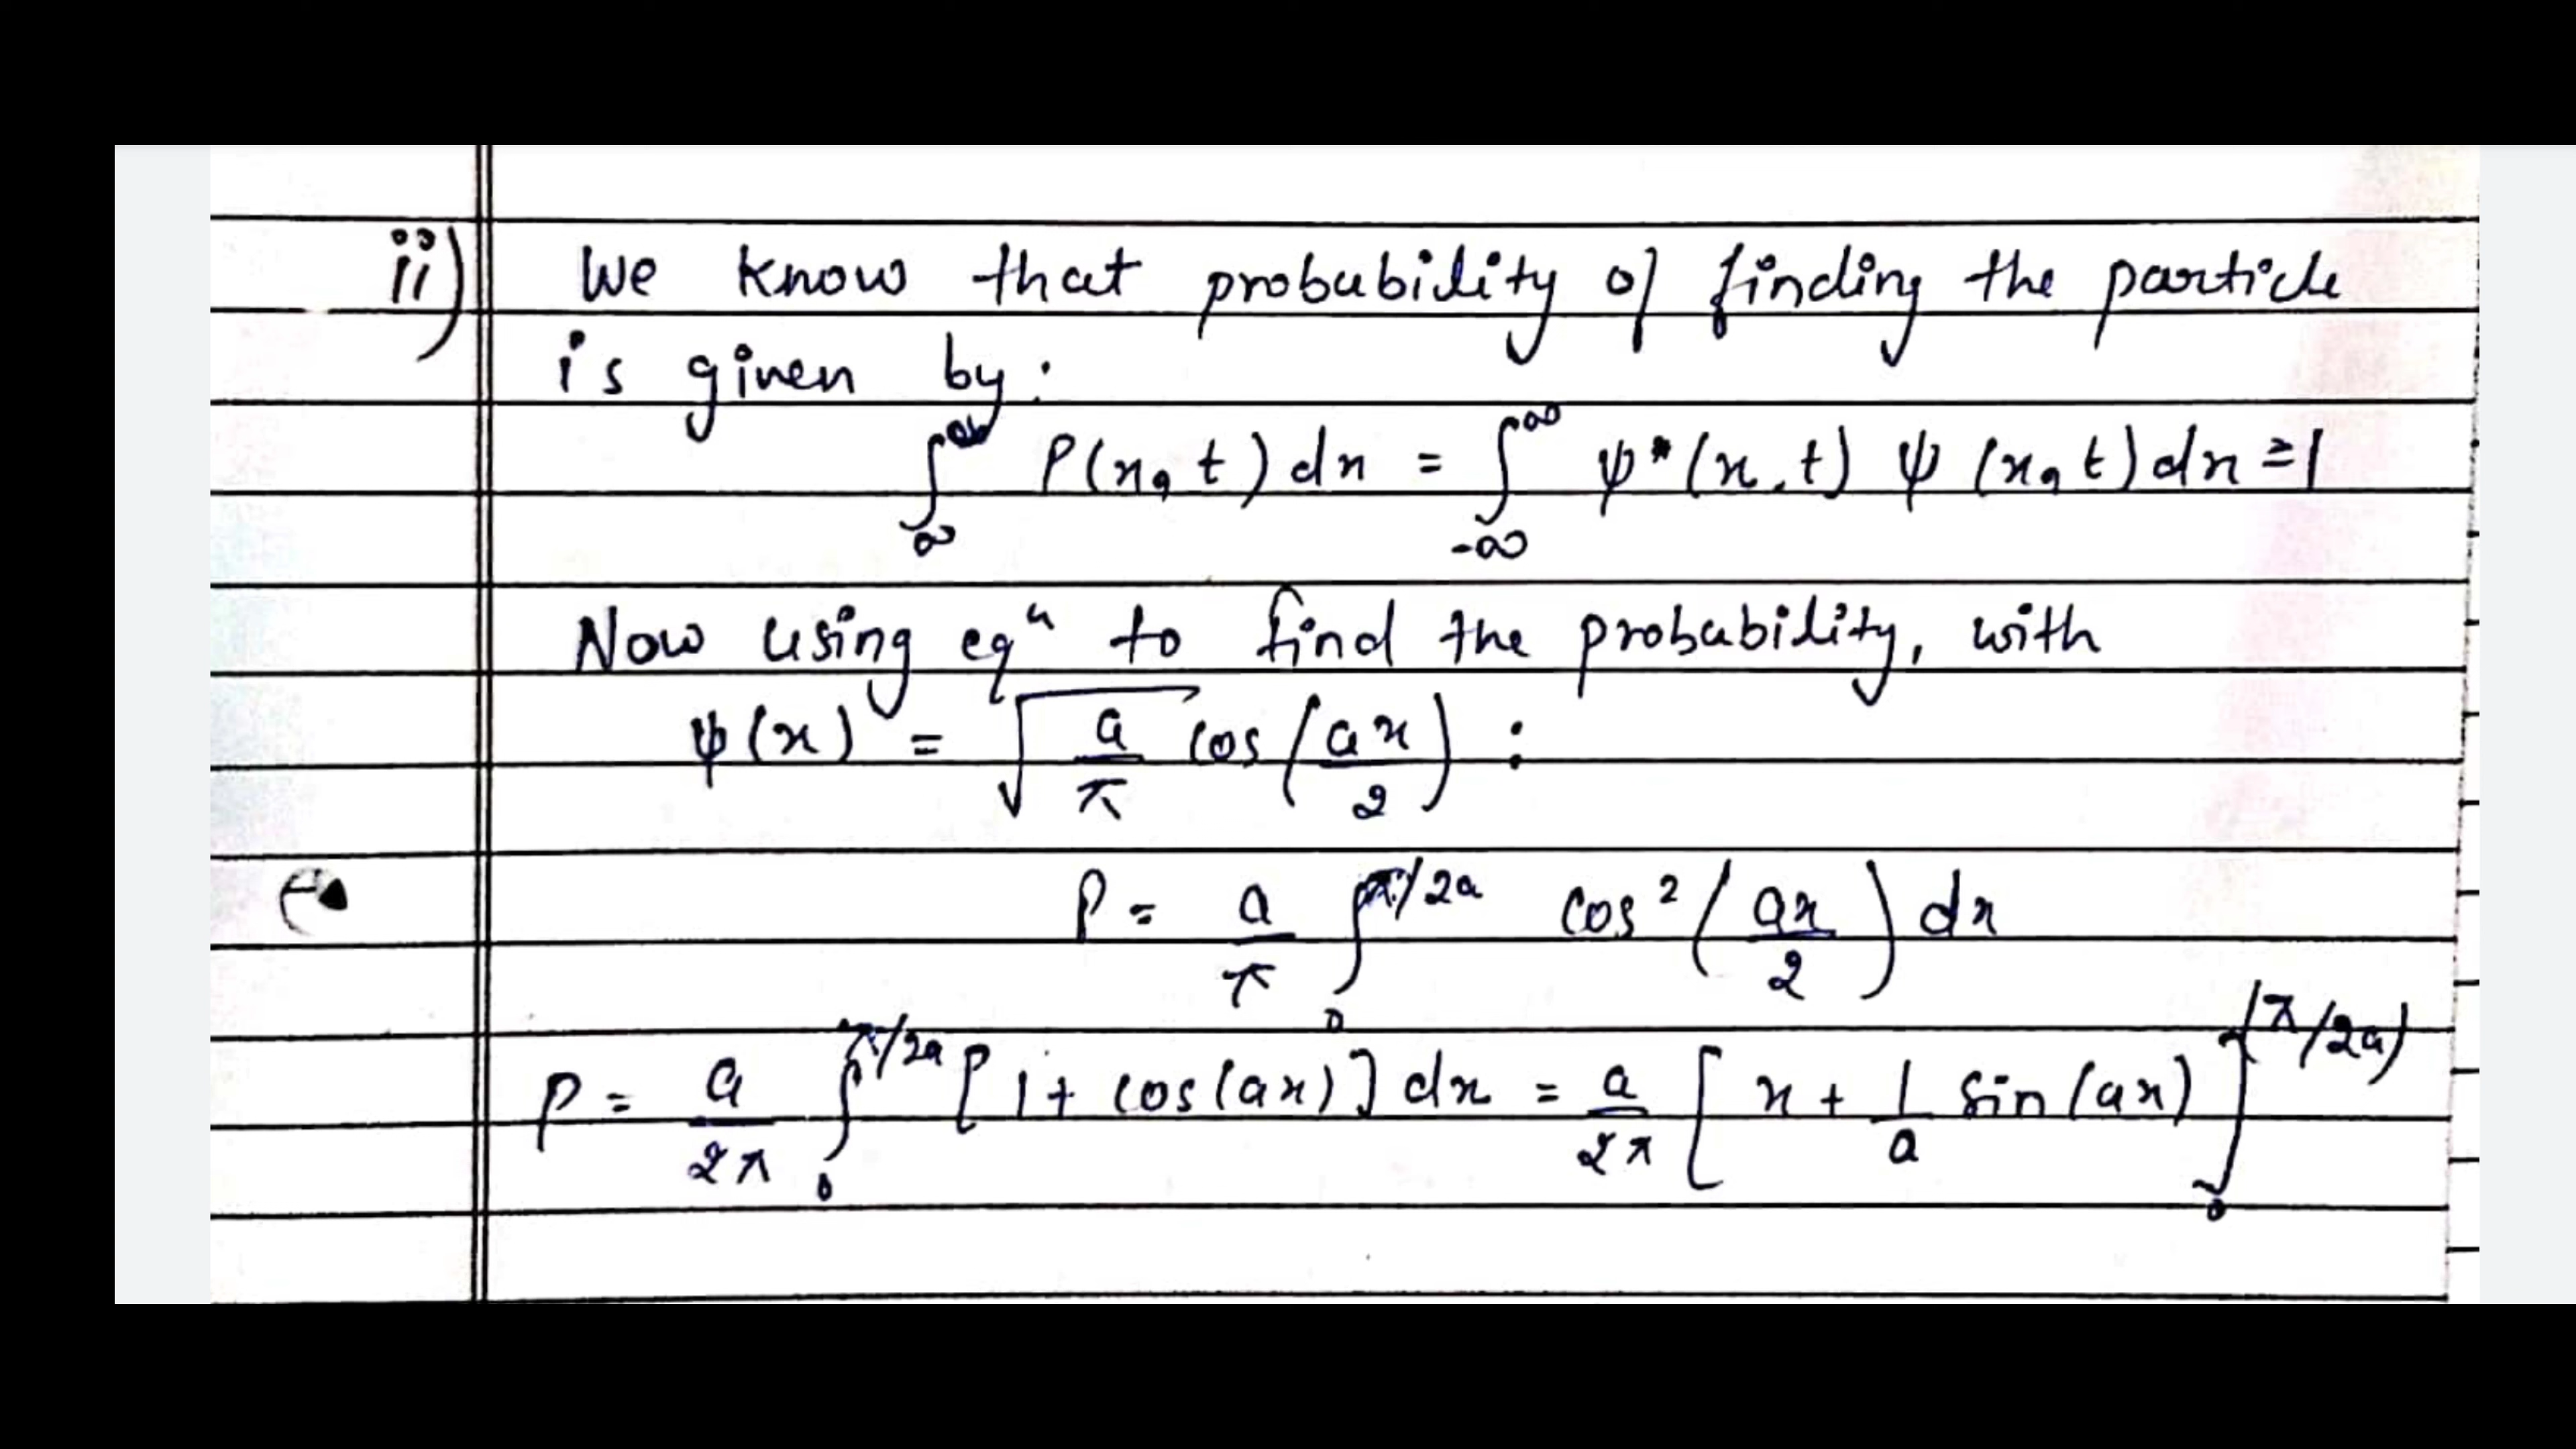 ii) We know that probability of finding the particle
is given by:
∫_∞^∞ P(x, t) dx = ∫_-∞^∞ ψ*(x, t) ψ (x, t) dx = 1
Now using eqⁿ to find the probability, with
ψ(x) = √(a/π) cos(ax/2) :
P = a/π ∫_0^π/2a cos²(ax/2) dx
P = a/2π ∫_0^π/2a [1 + cos(ax)] dx = a/2π [x + 1/a sin(ax)]_0^(π/2a)